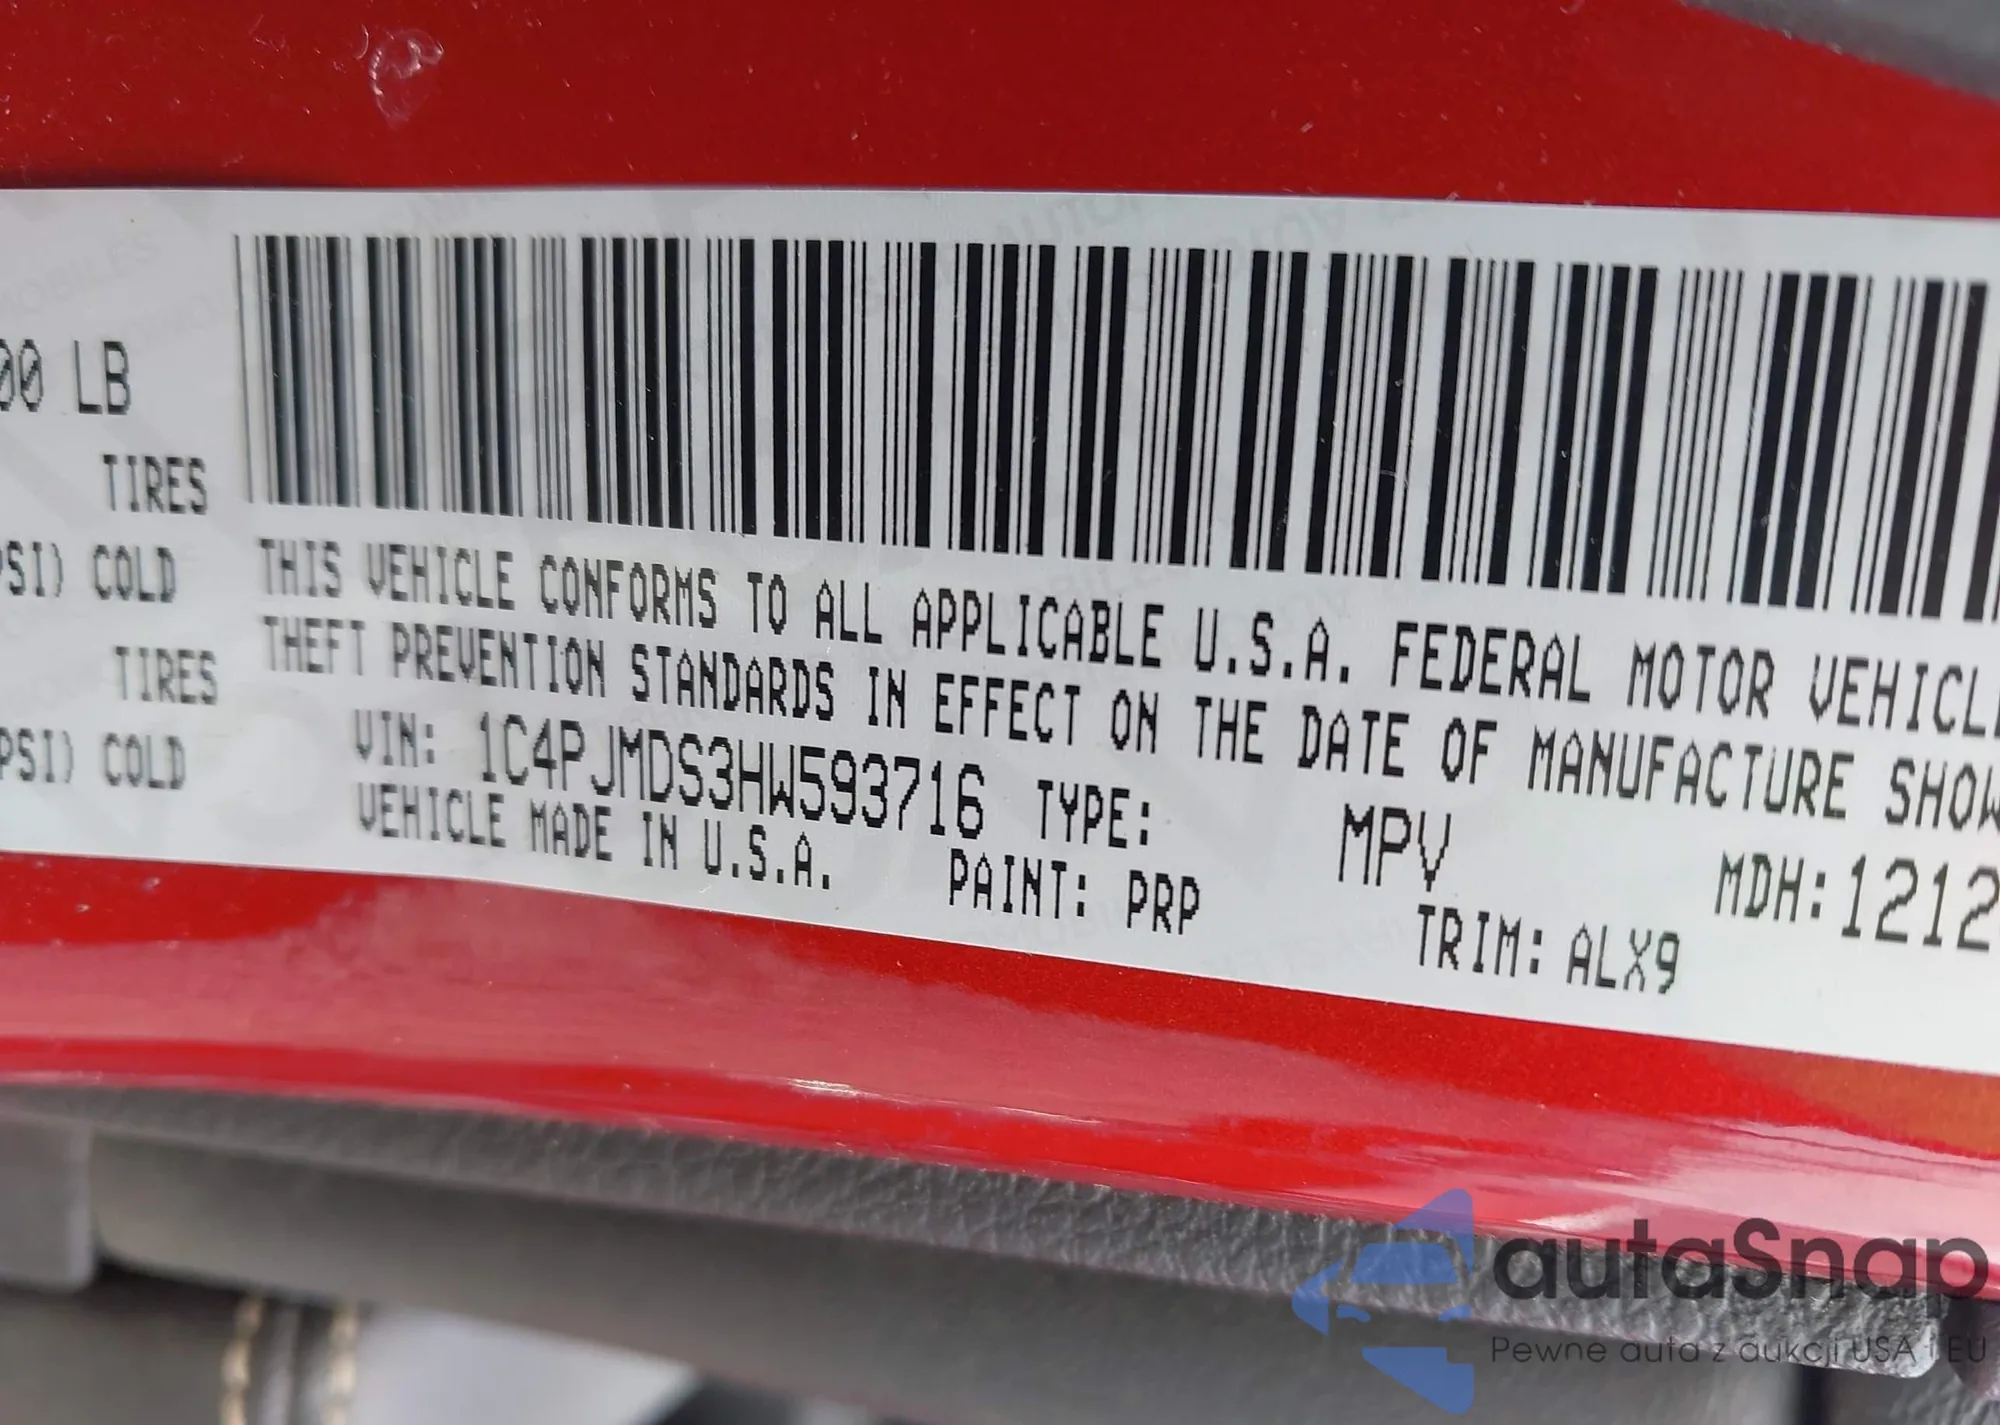 00 LB
TIRES
PSI) COLD
TIRES
PSI) COLD
THIS VEHICLE CONFORMS TO ALL APPLICABLE U.S.A. FEDERAL MOTOR VEHICL
THEFT PREVENTION STANDARDS IN EFFECT ON THE DATE OF MANUFACTURE SHOW
VIN: 1C4PJMDS3HW593716 TYPE: MPV MDH:1212
VEHICLE MADE IN U.S.A. PAINT: PRP TRIM: ALX9
autaSnap
Pewne auta z aukcji USA i EU